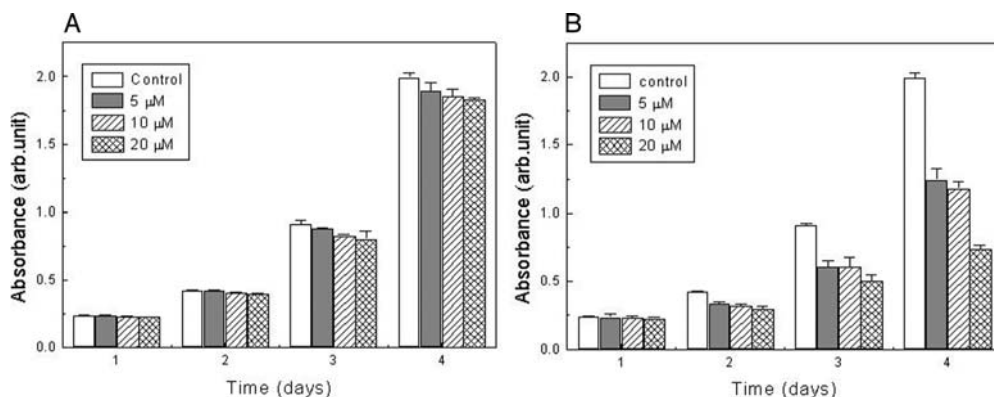 A
Absorbance (arb.unit)
2.0
1.5
1.0
0.5
0.0
Control
5 μM
10 μM
20 μM
1 2 3 4
Time (days)
B
Absorbance (arb.unit)
2.0
1.5
1.0
0.5
0.0
control
5 μM
10 μM
20 μM
1 2 3 4
Time (days)